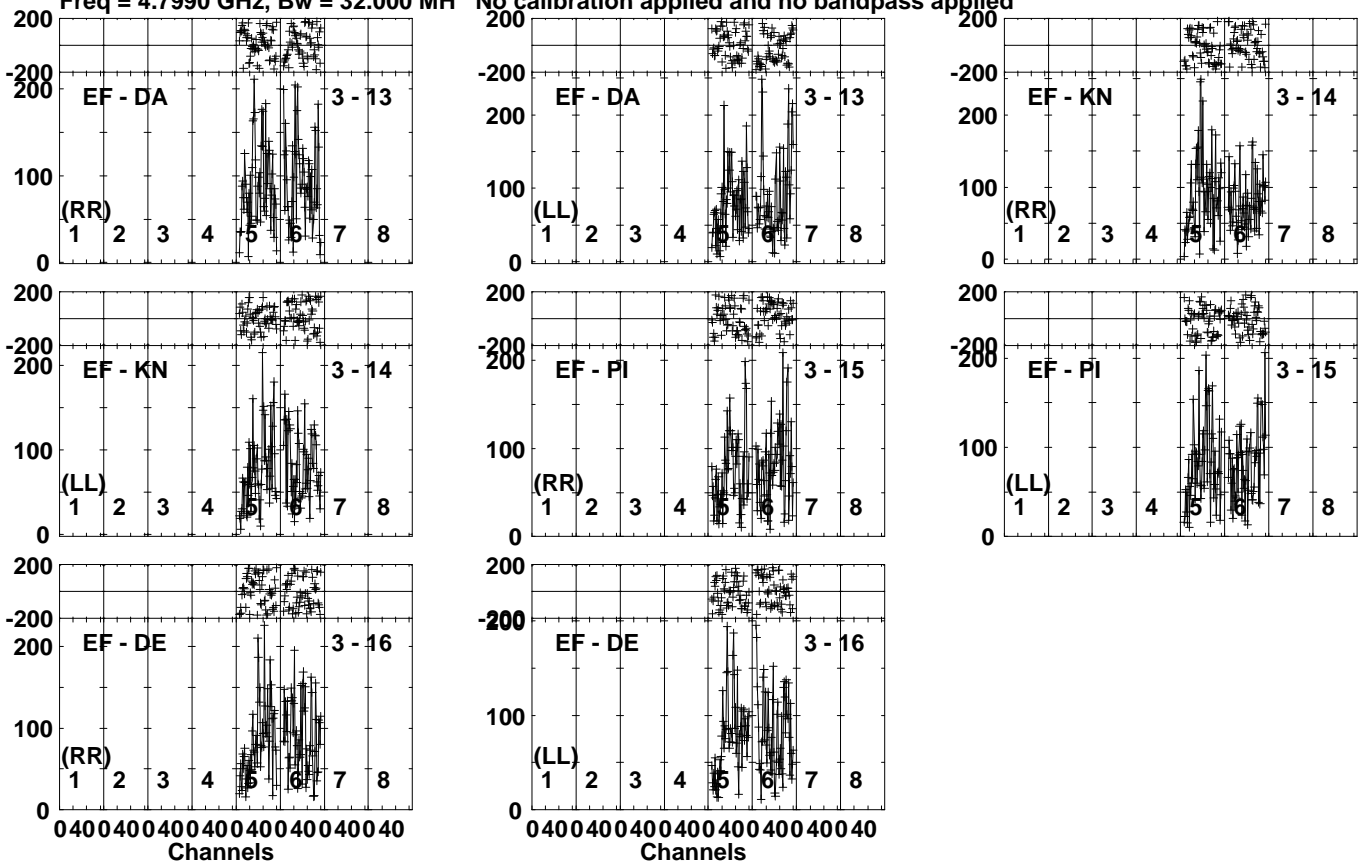 Freq = 4.7990 GHz, Bw = 32.000 MH No calibration applied and no bandpass applied
200
-200
200
EF - DA 3 - 13
100
(RR)
1 2 3 4 5 6 7 8
0
200
-200
EF - DA 3 - 13
200
100
(LL)
1 2 3 4 5 6 7 8
0
200
-200
EF - KN 3 - 14
200
100
(RR)
1 2 3 4 5 6 7 8
0
200
-200
EF - KN 3 - 14
200
100
(LL)
1 2 3 4 5 6 7 8
0
200
-200
200
EF - PI 3 - 15
100
(RR)
1 2 3 4 5 6 7 8
0
200
-200
200
EF - PI 3 - 15
100
(LL)
1 2 3 4 5 6 7 8
0
200
-200
EF - DE 3 - 16
200
100
(RR)
1 2 3 4 5 6 7 8
0
0 40 0 40 0 40 0 40 0 40 0 40 0 40 0 40
Channels
200
-200
200
EF - DE 3 - 16
100
(LL)
1 2 3 4 5 6 7 8
0
0 40 0 40 0 40 0 40 0 40 0 40 0 40 0 40
Channels